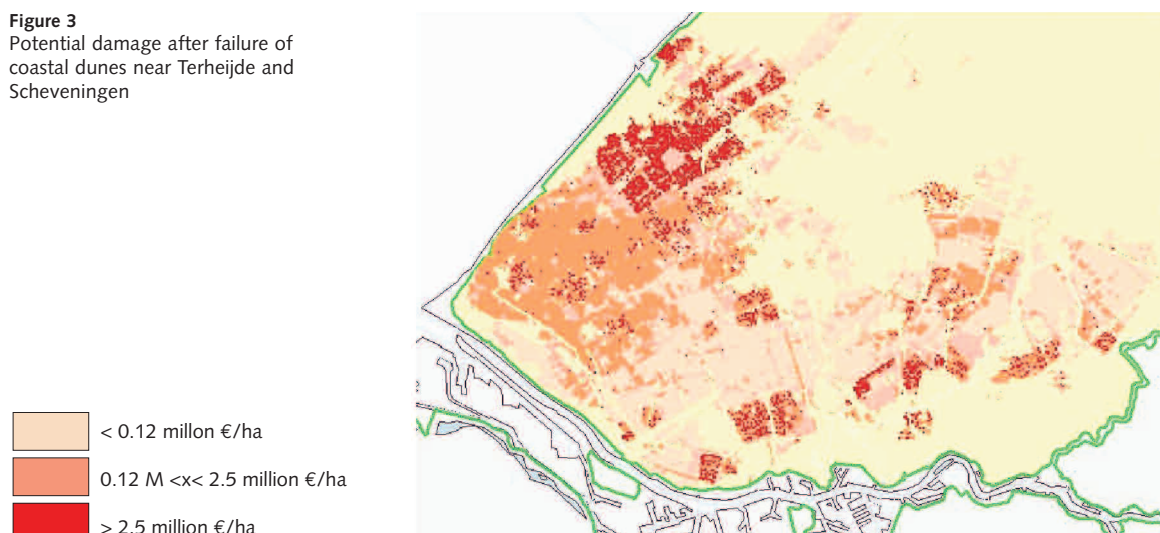 Figure 3
Potential damage after failure of
coastal dunes near Terheijde and
Scheveningen
< 0.12 millon €/ha
0.12 M <x< 2.5 million €/ha
> 2.5 million €/ha